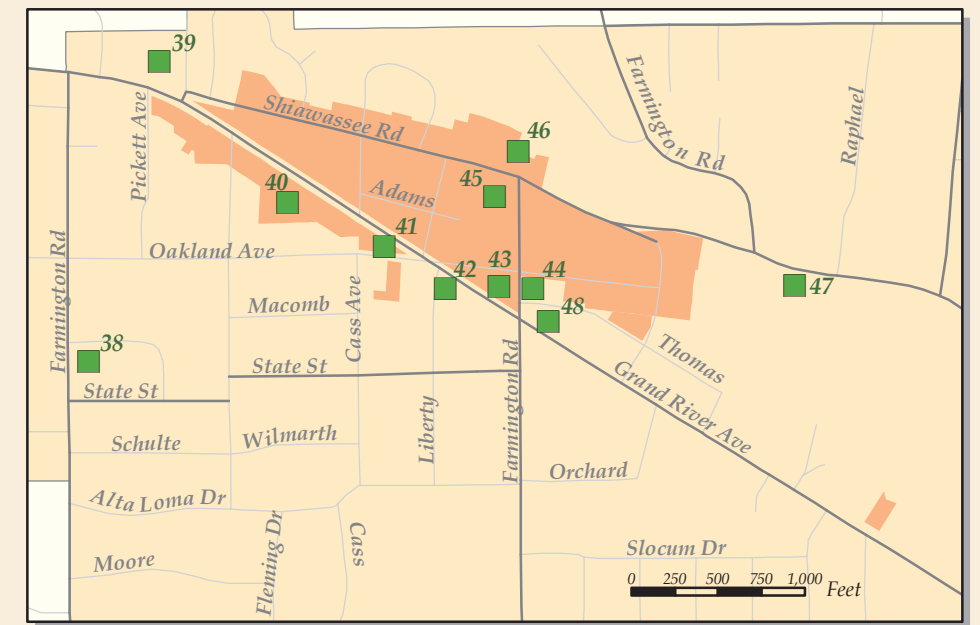 39
Farmington Rd
Pickett Ave
Shiawassee Rd
Raphael
46
40
Adams
45
41
Oakland Ave
42
43
44
47
Farmington Rd
Macomb
Cass Ave
48
38
State St
State St
Farmington Rd
Thomas
Grand River Ave
Schulte
Wilmarth
Liberty
Orchard
Alta Loma Dr
Moore
Fleming Dr
Cass
Slocum Dr
0 250 500 750 1,000 Feet